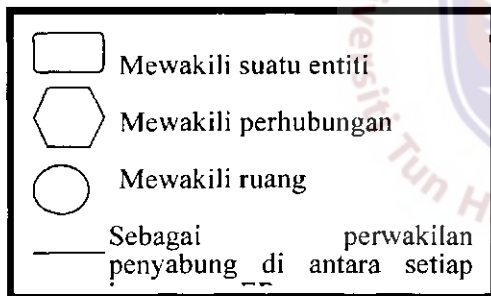 Mewakili suatu entiti
Mewakili perhubungan
Mewakili ruang
Sebagai perwakilan
penyabung di antara setiap